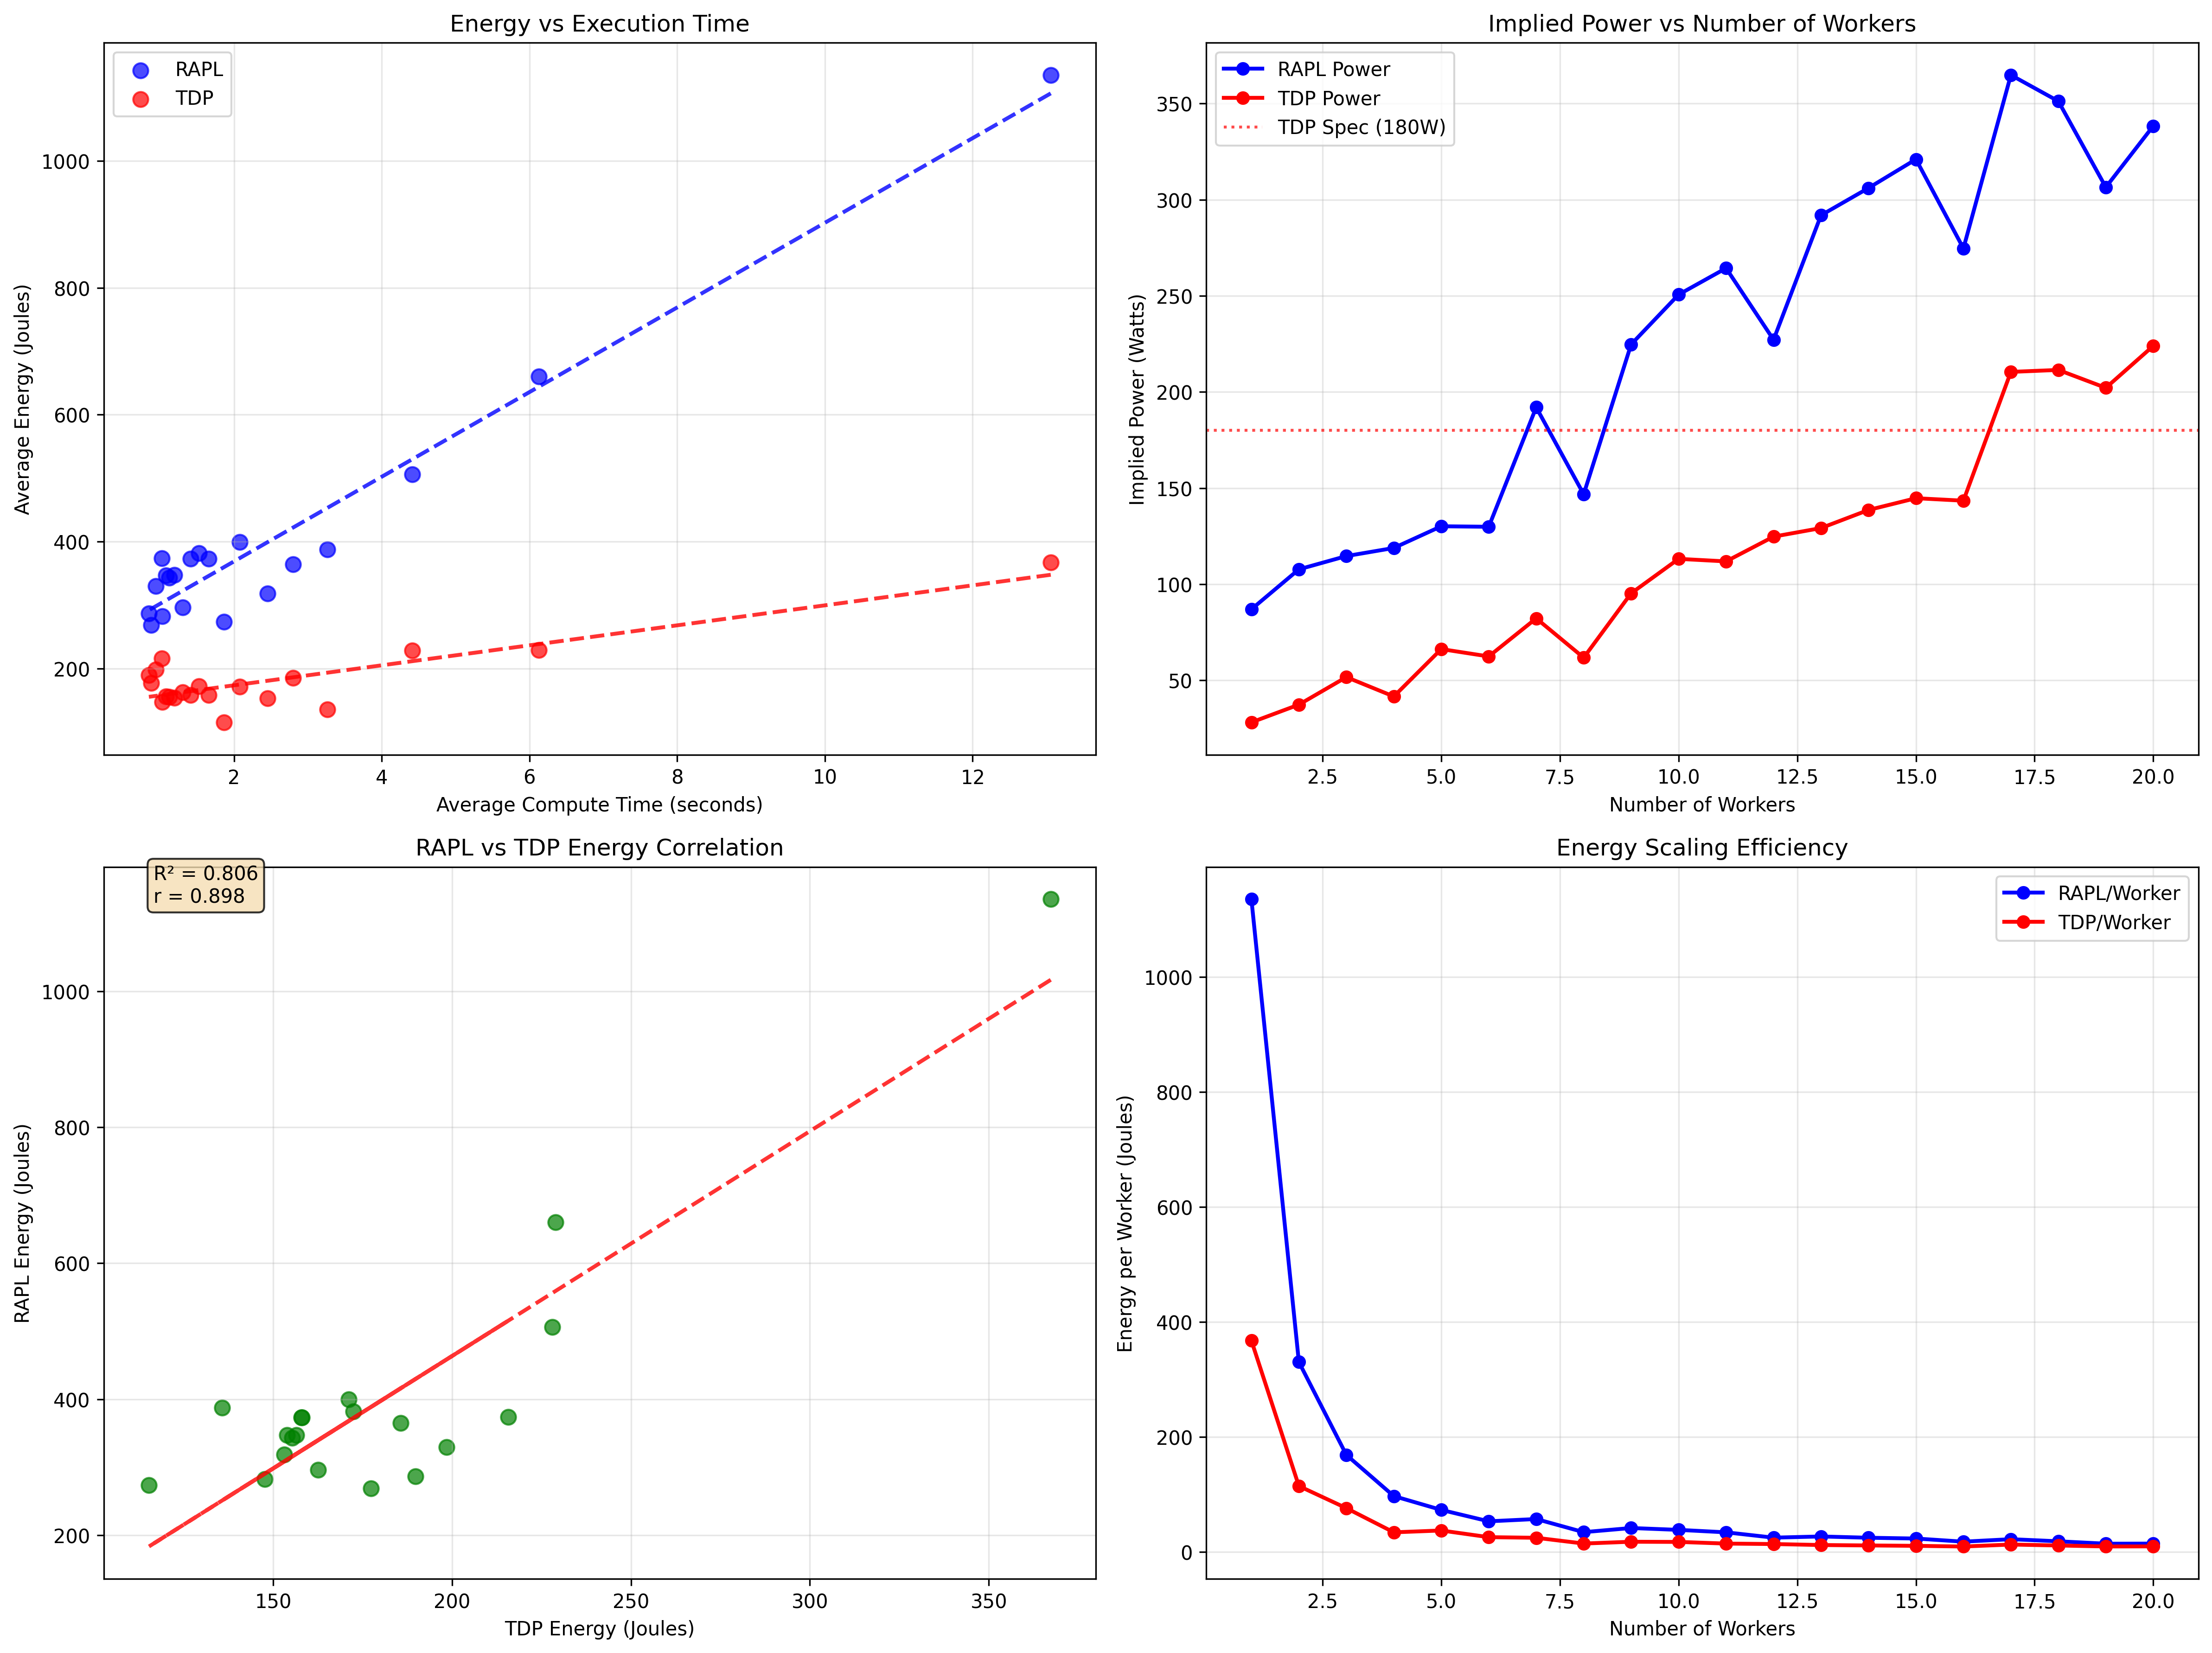 Energy vs Execution Time
RAPL
TDP
1000
800
600
400
200
2 4 6 8 10 12
Average Energy (Joules)
Average Compute Time (seconds)
Implied Power vs Number of Workers
RAPL Power
TDP Power
TDP Spec (180W)
350
300
250
200
150
100
50
2.5 5.0 7.5 10.0 12.5 15.0 17.5 20.0
Implied Power (Watts)
Number of Workers
RAPL vs TDP Energy Correlation
R² = 0.806
r = 0.898
1000
800
600
400
200
150 200 250 300 350
RAPL Energy (Joules)
TDP Energy (Joules)
Energy Scaling Efficiency
RAPL/Worker
TDP/Worker
1000
800
600
400
200
0
2.5 5.0 7.5 10.0 12.5 15.0 17.5 20.0
Energy per Worker (Joules)
Number of Workers